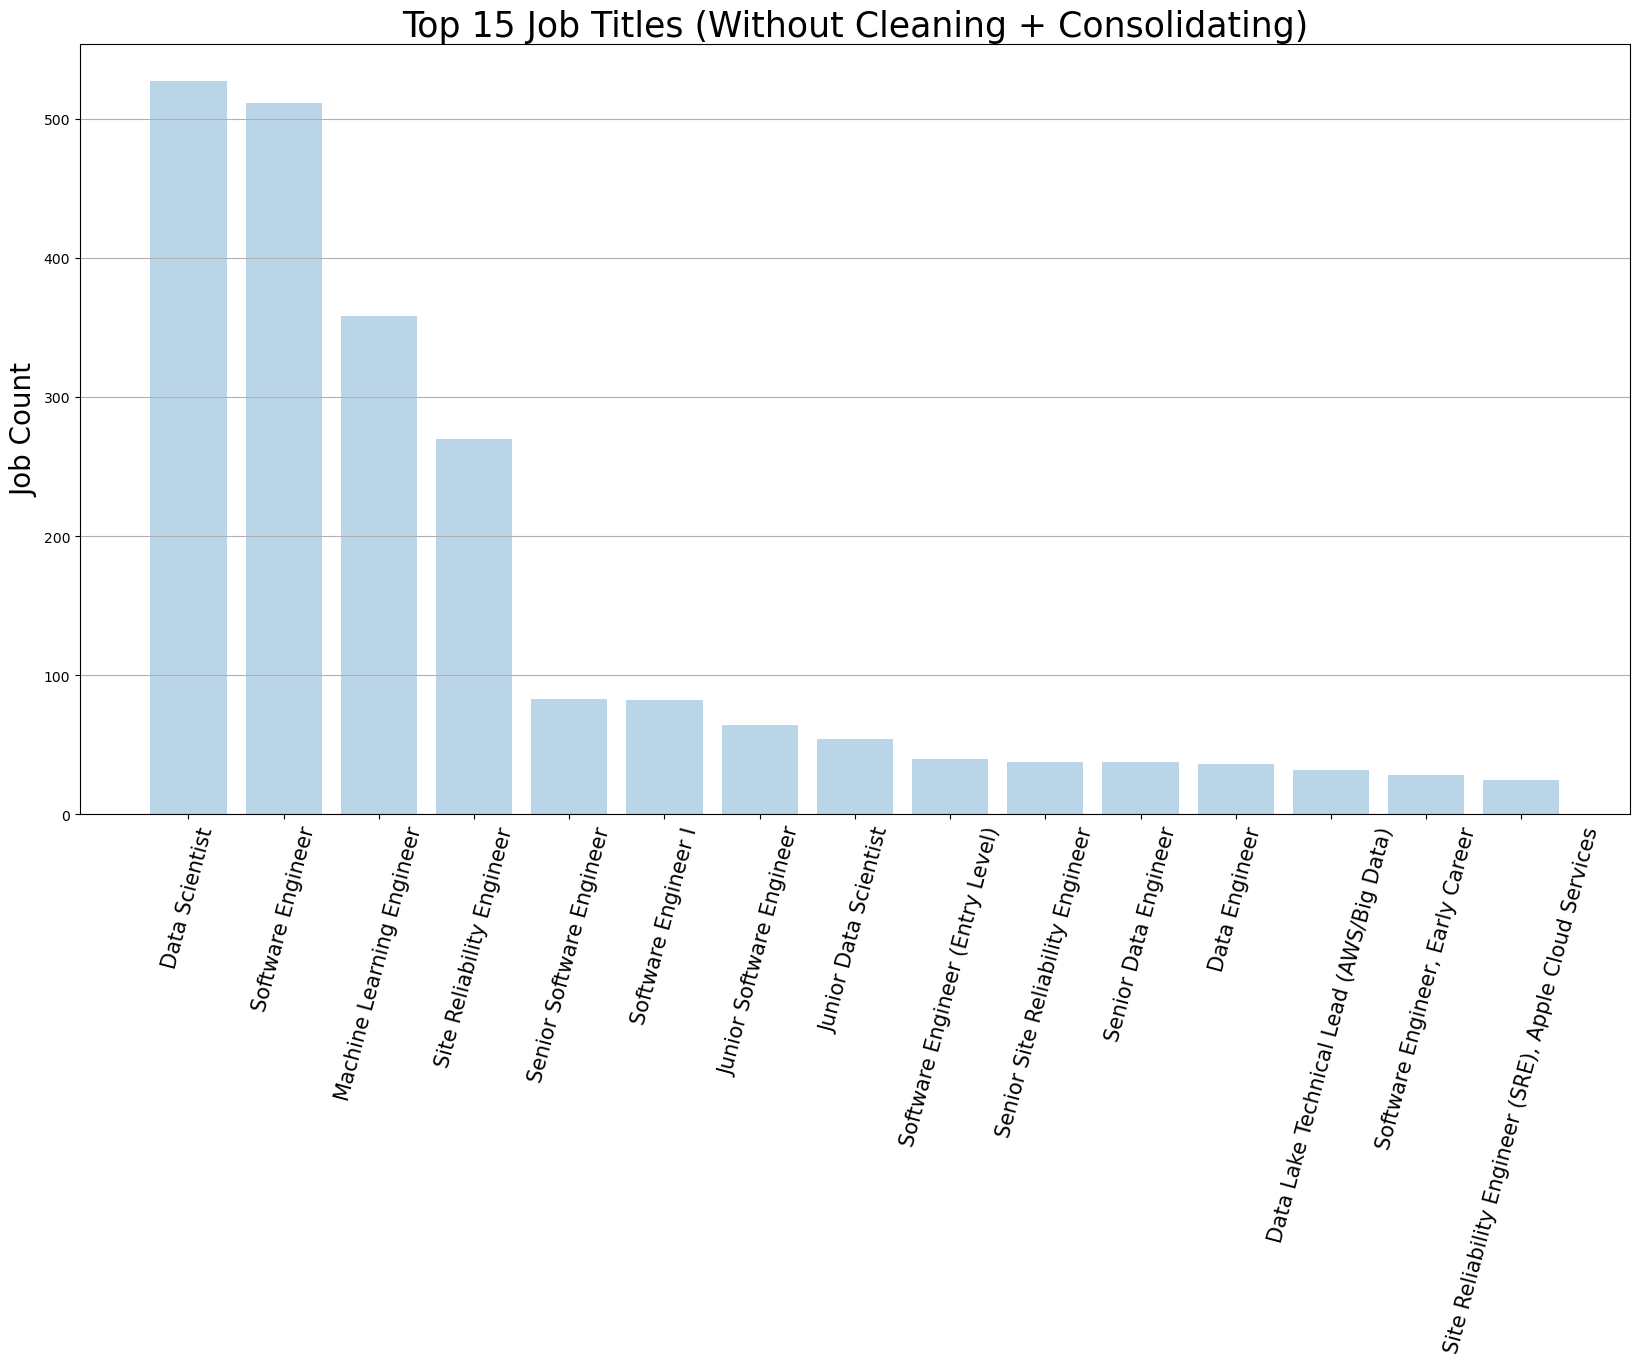 Top 15 Job Titles (Without Cleaning + Consolidating)
Job Count
500
400
300
200
100
0
Data Scientist
Software Engineer
Machine Learning Engineer
Site Reliability Engineer
Senior Software Engineer
Software Engineer I
Junior Software Engineer
Junior Data Scientist
Software Engineer (Entry Level)
Senior Site Reliability Engineer
Senior Data Engineer
Data Engineer
Data Lake Technical Lead (AWS/Big Data)
Software Engineer, Early Career
Site Reliability Engineer (SRE), Apple Cloud Services